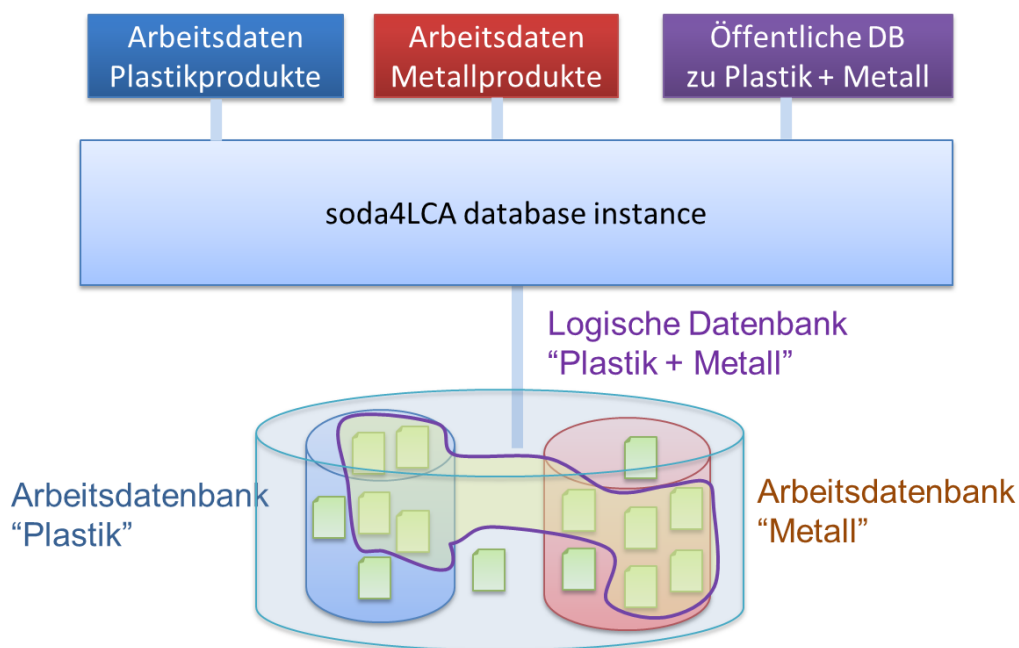 Arbeitsdaten
Plastikprodukte
Arbeitsdaten
Metallprodukte
Öffentliche DB
zu Plastik + Metall
soda4LCA database instance
Logische Datenbank
“Plastik + Metall”
Arbeitsdatenbank
“Plastik”
Arbeitsdatenbank
“Metall”